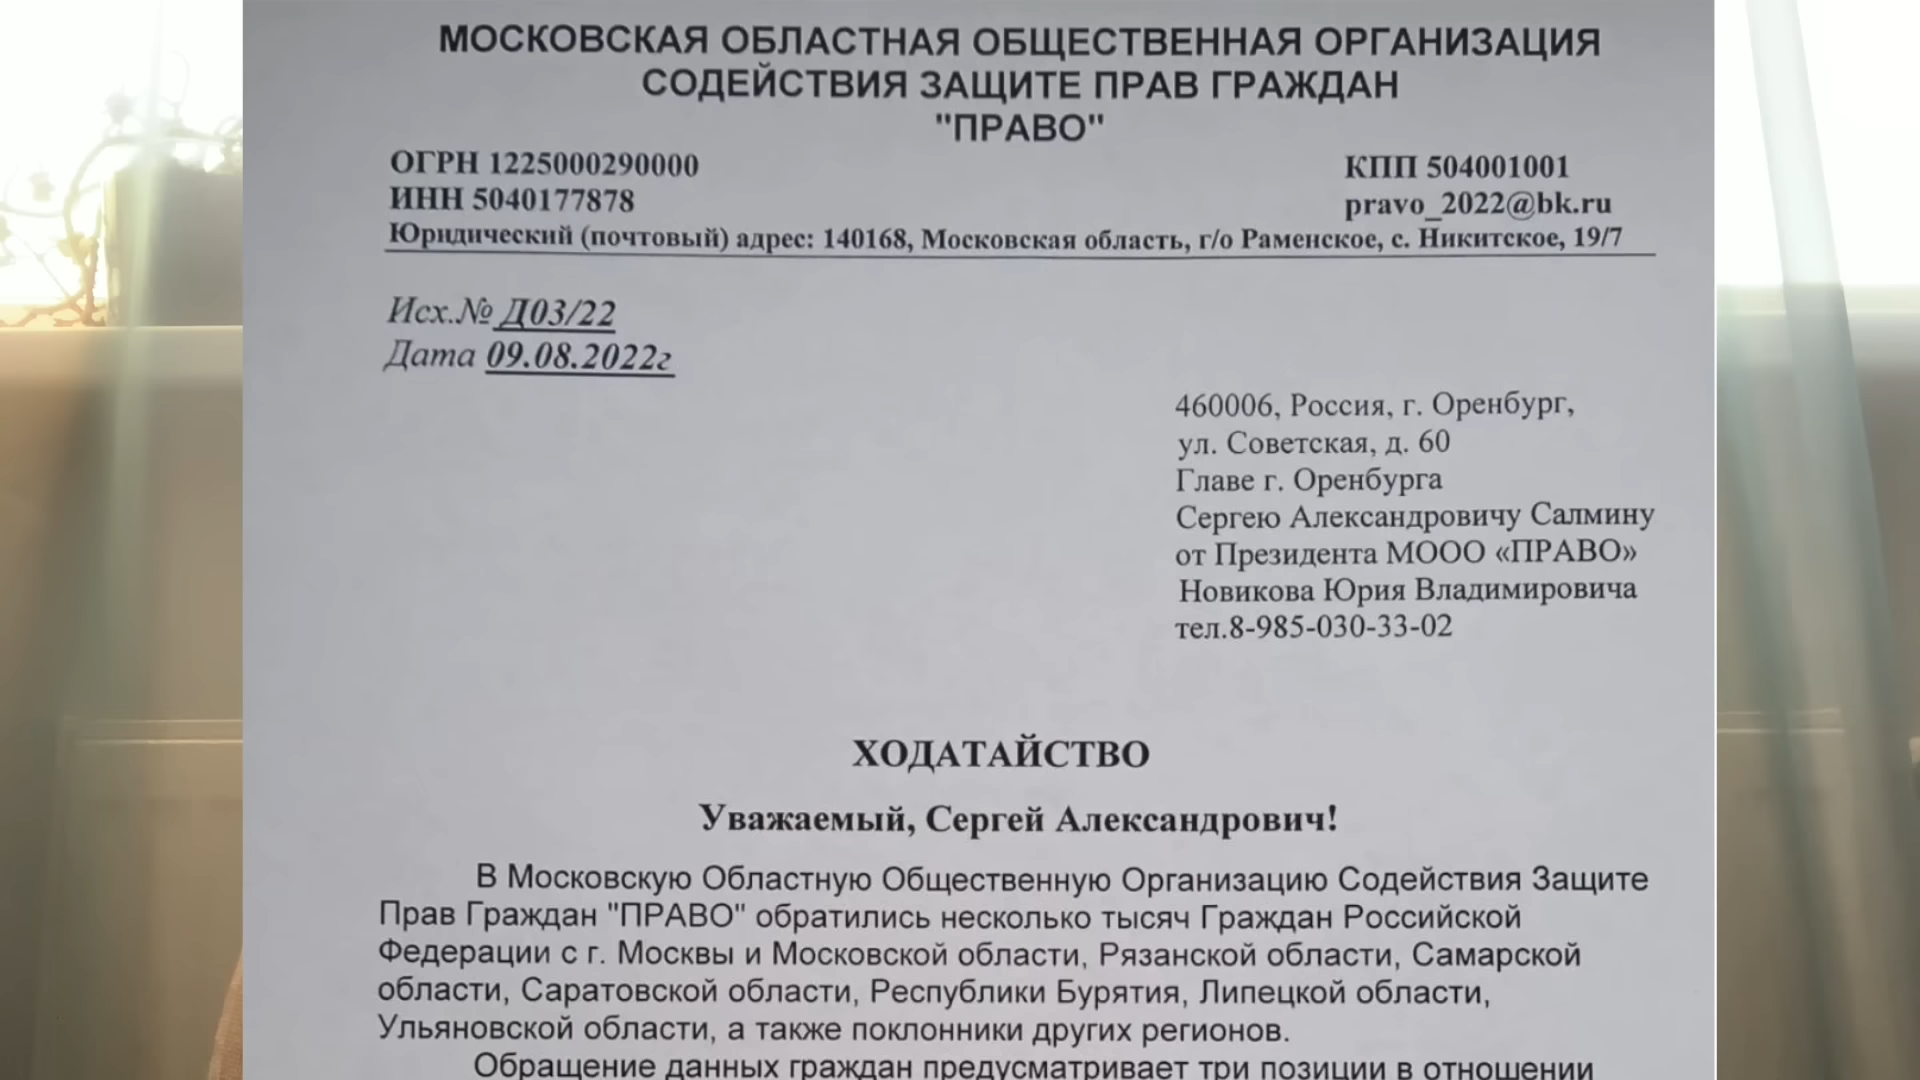 МОСКОВСКАЯ ОБЛАСТНАЯ ОБЩЕСТВЕННАЯ ОРГАНИЗАЦИЯ
СОДЕЙСТВИЯ ЗАЩИТЕ ПРАВ ГРАЖДАН
"ПРАВО"
ОГРН 1225000290000
КПП 504001001
ИНН 5040177878
pravo_2022@bk.ru
Юридический (почтовый) адрес: 140168, Московская область, г/о Раменское, с. Никитское, 19/7
Исх.№ Д03/22
Дата 09.08.2022г
460006, Россия, г. Оренбург,
ул. Советская, д. 60
Главе г. Оренбурга
Сергею Александровичу Салмину
от Президента МООО «ПРАВО»
Новикова Юрия Владимировича
тел.8-985-030-33-02
ХОДАТАЙСТВО
Уважаемый, Сергей Александрович!
В Московскую Областную Общественную Организацию Содействия Защите
Прав Граждан "ПРАВО" обратились несколько тысяч Граждан Российской
Федерации с г. Москвы и Московской области, Рязанской области, Самарской
области, Саратовской области, Республики Бурятия, Липецкой области,
Ульяновской области, а также поклонники других регионов.
Обращение данных граждан предусматривает три позиции в отношении